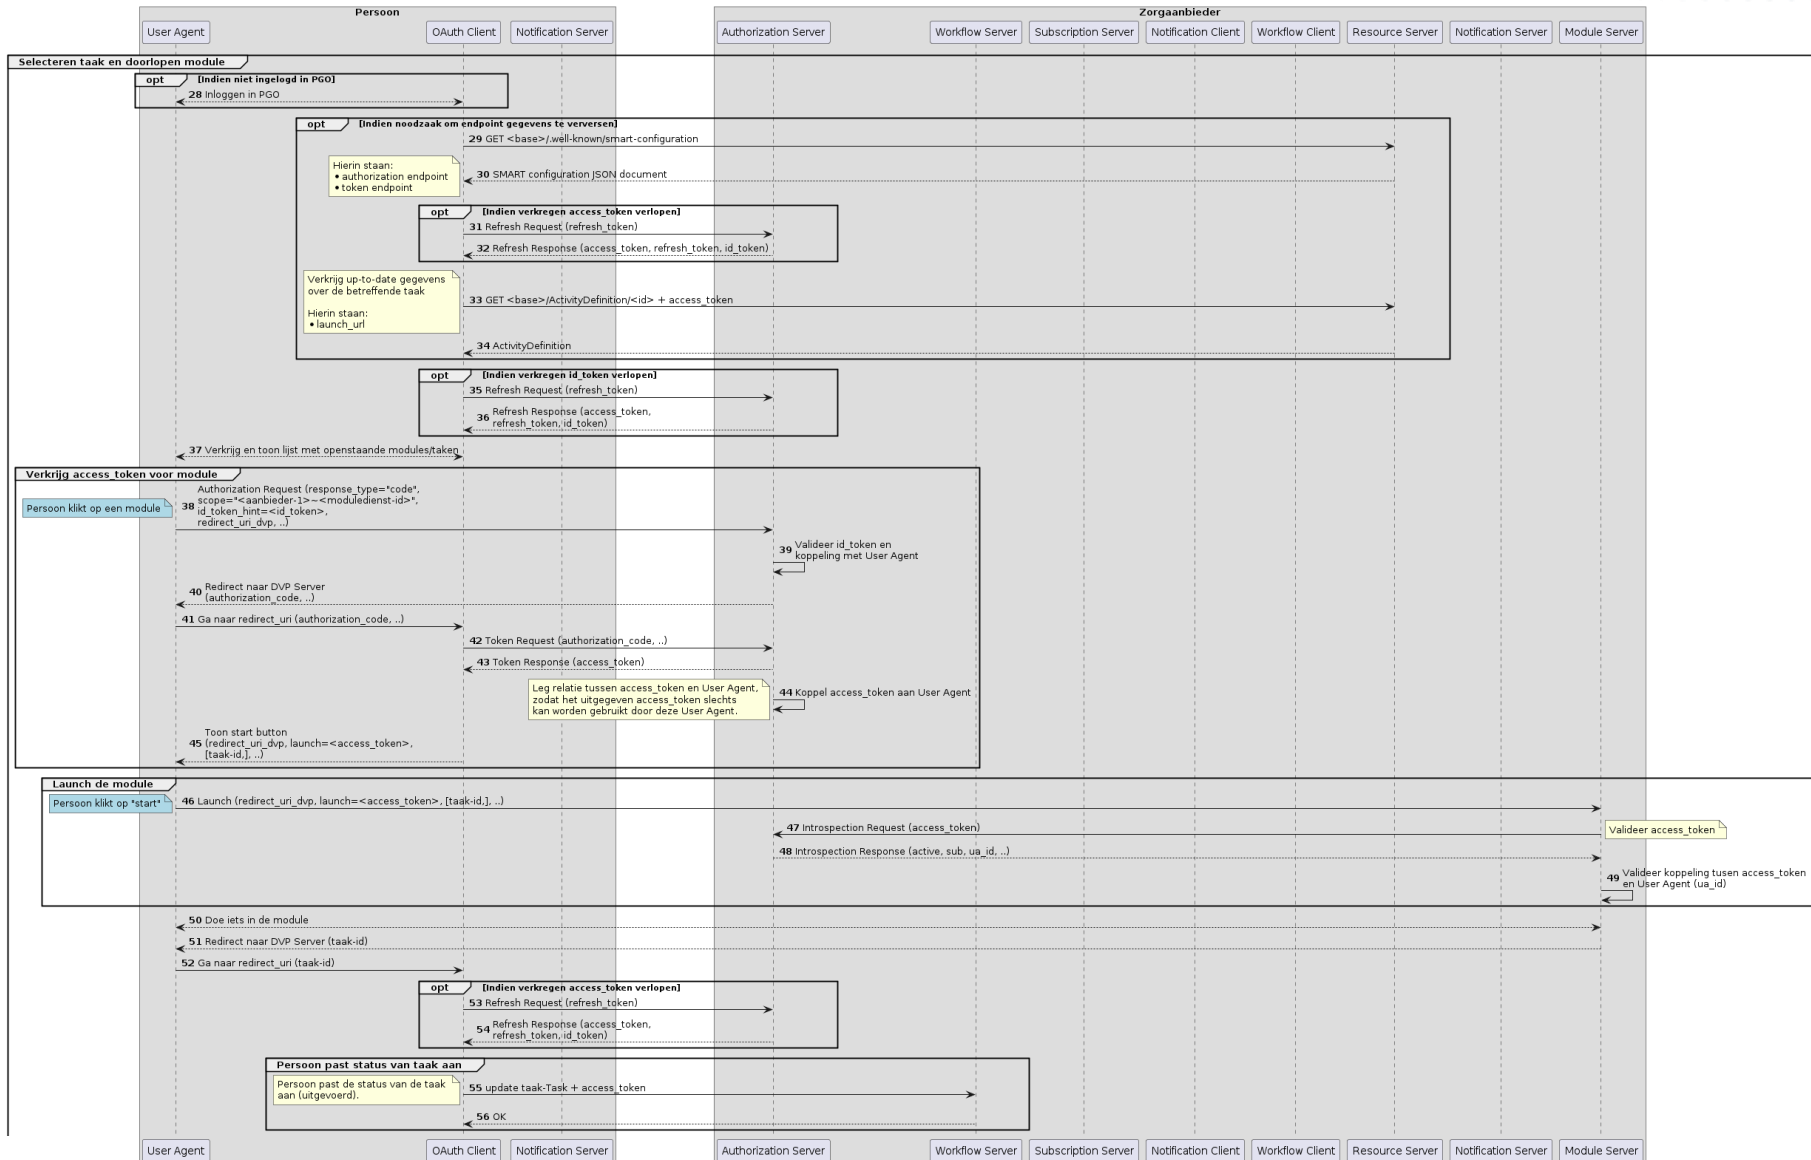 Persoon
Zorgaanbieder
User Agent
OAuth Client
Notification Server
Authorization Server
Workflow Server
Subscription Server
Notification Client
Workflow Client
Resource Server
Notification Server
Module Server
Selecteren taak en doorlopen module
opt [Indien niet ingelogd in PGO]
28 Inloggen in PGO
opt [Indien noodzaak om endpoint gegevens te verversen]
29 GET <base>/.well-known/smart-configuration
Hierin staan:
• authorization endpoint
• token endpoint
30 SMART configuration JSON document
opt [Indien verkregen access_token verlopen]
31 Refresh Request (refresh_token)
32 Refresh Response (access_token, refresh_token, id_token)
Verkrijg up-to-date gegevens
over de betreffende taak
Hierin staan:
• launch_url
33 GET <base>/ActivityDefinition/<id> + access_token
34 ActivityDefinition
opt [Indien verkregen id_token verlopen]
35 Refresh Request (refresh_token)
36 Refresh Response (access_token,
refresh_token, id_token)
37 Verkrijg en toon lijst met openstaande modules/taken
Verkrijg access_token voor module
Persoon klikt op een module
38 Authorization Request (response_type="code",
scope="<aanbieder-1>~<moduledienst-id>",
id_token_hint=<id_token>,
redirect_uri_dvp, ..)
39 Valideer id_token en
koppeling met User Agent
40 Redirect naar DVP Server
(authorization_code, ..)
41 Ga naar redirect_uri (authorization_code, ..)
42 Token Request (authorization_code, ..)
43 Token Response (access_token)
Leg relatie tussen access_token en User Agent,
zodat het uitgegeven access_token slechts
kan worden gebruikt door deze User Agent.
44 Koppel access_token aan User Agent
45 Toon start button
(redirect_uri_dvp, launch=<access_token>,
[taak-id,], ..)
Launch de module
Persoon klikt op "start"
46 Launch (redirect_uri_dvp, launch=<access_token>, [taak-id,], ..)
47 Introspection Request (access_token)
Valideer access_token
48 Introspection Response (active, sub, ua_id, ..)
49 Valideer koppeling tusen access_token
en User Agent (ua_id)
50 Doe iets in de module
51 Redirect naar DVP Server (taak-id)
52 Ga naar redirect_uri (taak-id)
opt [Indien verkregen access_token verlopen]
53 Refresh Request (refresh_token)
54 Refresh Response (access_token,
refresh_token, id_token)
Persoon past status van taak aan
Persoon past de status van de taak
aan (uitgevoerd).
55 update taak-Task + access_token
56 OK
User Agent
OAuth Client
Notification Server
Authorization Server
Workflow Server
Subscription Server
Notification Client
Workflow Client
Resource Server
Notification Server
Module Server